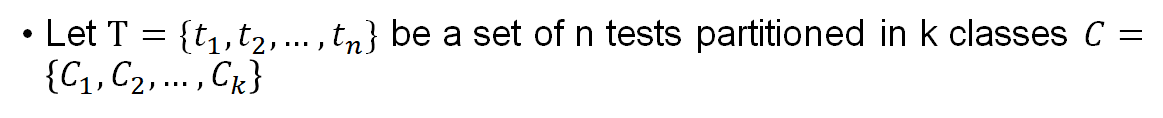 • Let T = {t₁, t₂, … , tₙ} be a set of n tests partitioned in k classes C =
{C₁, C₂, … , Cₖ}